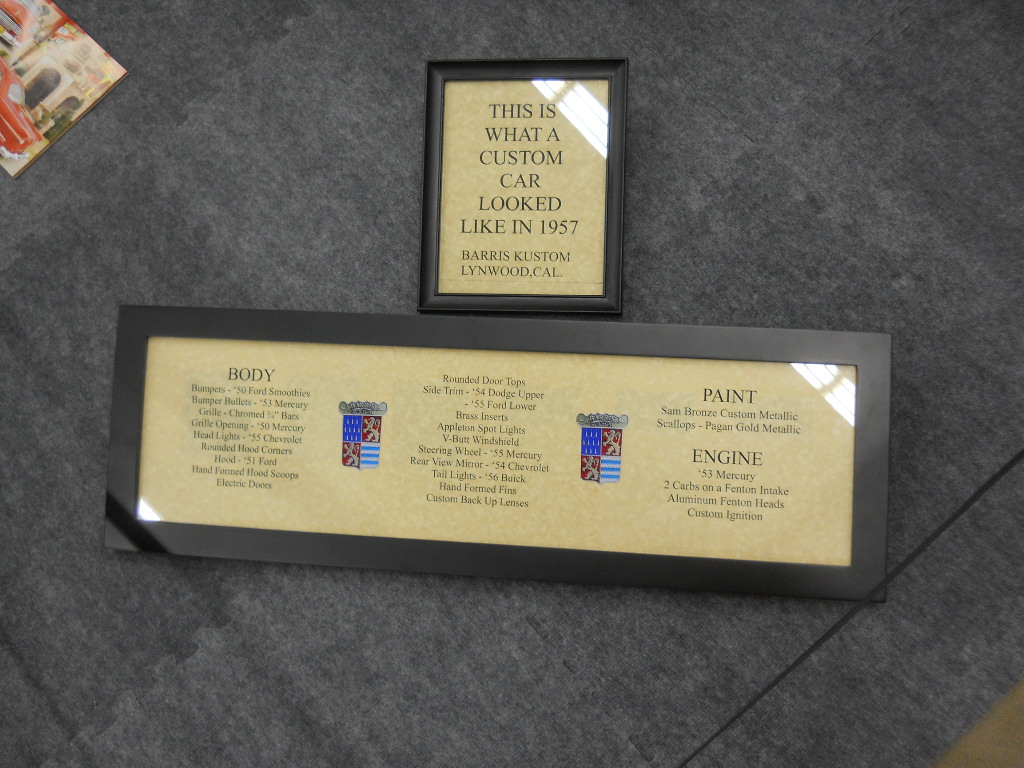 THIS IS
WHAT A
CUSTOM
CAR
LOOKED
LIKE IN 1957
BARRIS KUSTOM
LYNWOOD,CAL.
BODY
Bumpers - '50 Ford Smoothies
Bumper Bullets - '53 Mercury
Grille - Chromed ¾" Bars
Grille Opening - '50 Mercury
Head Lights - '55 Chevrolet
Rounded Hood Corners
Hood - '51 Ford
Hand Formed Hood Scoops
Electric Doors
Rounded Door Tops
Side Trim - '54 Dodge Upper
- '55 Ford Lower
Brass Inserts
Appleton Spot Lights
V-Butt Windshield
Steering Wheel - '55 Mercury
Rear View Mirror - '54 Chevrolet
Tail Lights - '56 Buick
Hand Formed Fins
Custom Back Up Lenses
PAINT
Sam Bronze Custom Metallic
Scallops - Pagan Gold Metallic
ENGINE
'53 Mercury
2 Carbs on a Fenton Intake
Aluminum Fenton Heads
Custom Ignition